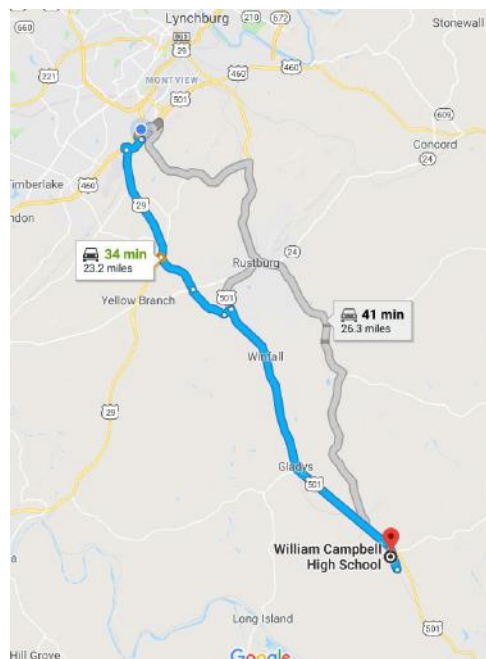 Lynchburg
210
672
Stonewall
660
29
MONTVIEW
460
460
221
501
609
Concord
24
Timberlake
460
ndon
29
24
34 min
23.2 miles
Rustburg
Yellow Branch
501
41 min
26.3 miles
Winfall
29
Gladys
501
William Campbell
High School
a
Long Island
501
Hill Grove
Google